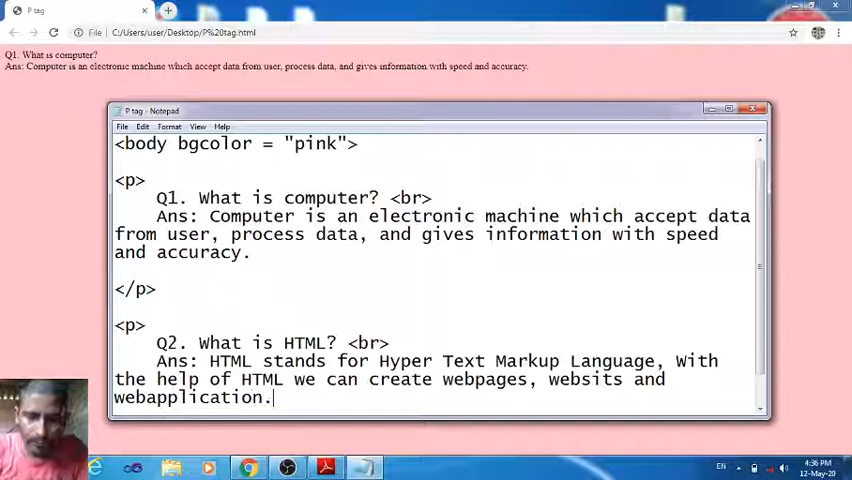 P tag
File
C:/Users/user/Desktop/P%20tag.html
Q1. What is computer?
Ans: Computer is an electronic machine which accept data from user, process data, and gives information with speed and accuracy.
P tag - Notepad
File Edit Format View Help
<body bgcolor = "pink">
<p>
Q1. What is computer? <br>
Ans: Computer is an electronic machine which accept data
from user, process data, and gives information with speed
and accuracy.
</p>
<p>
Q2. What is HTML? <br>
Ans: HTML stands for Hyper Text Markup Language, With
the help of HTML we can create webpages, websits and
webapplication.
EN
4:36 PM
12-May-20